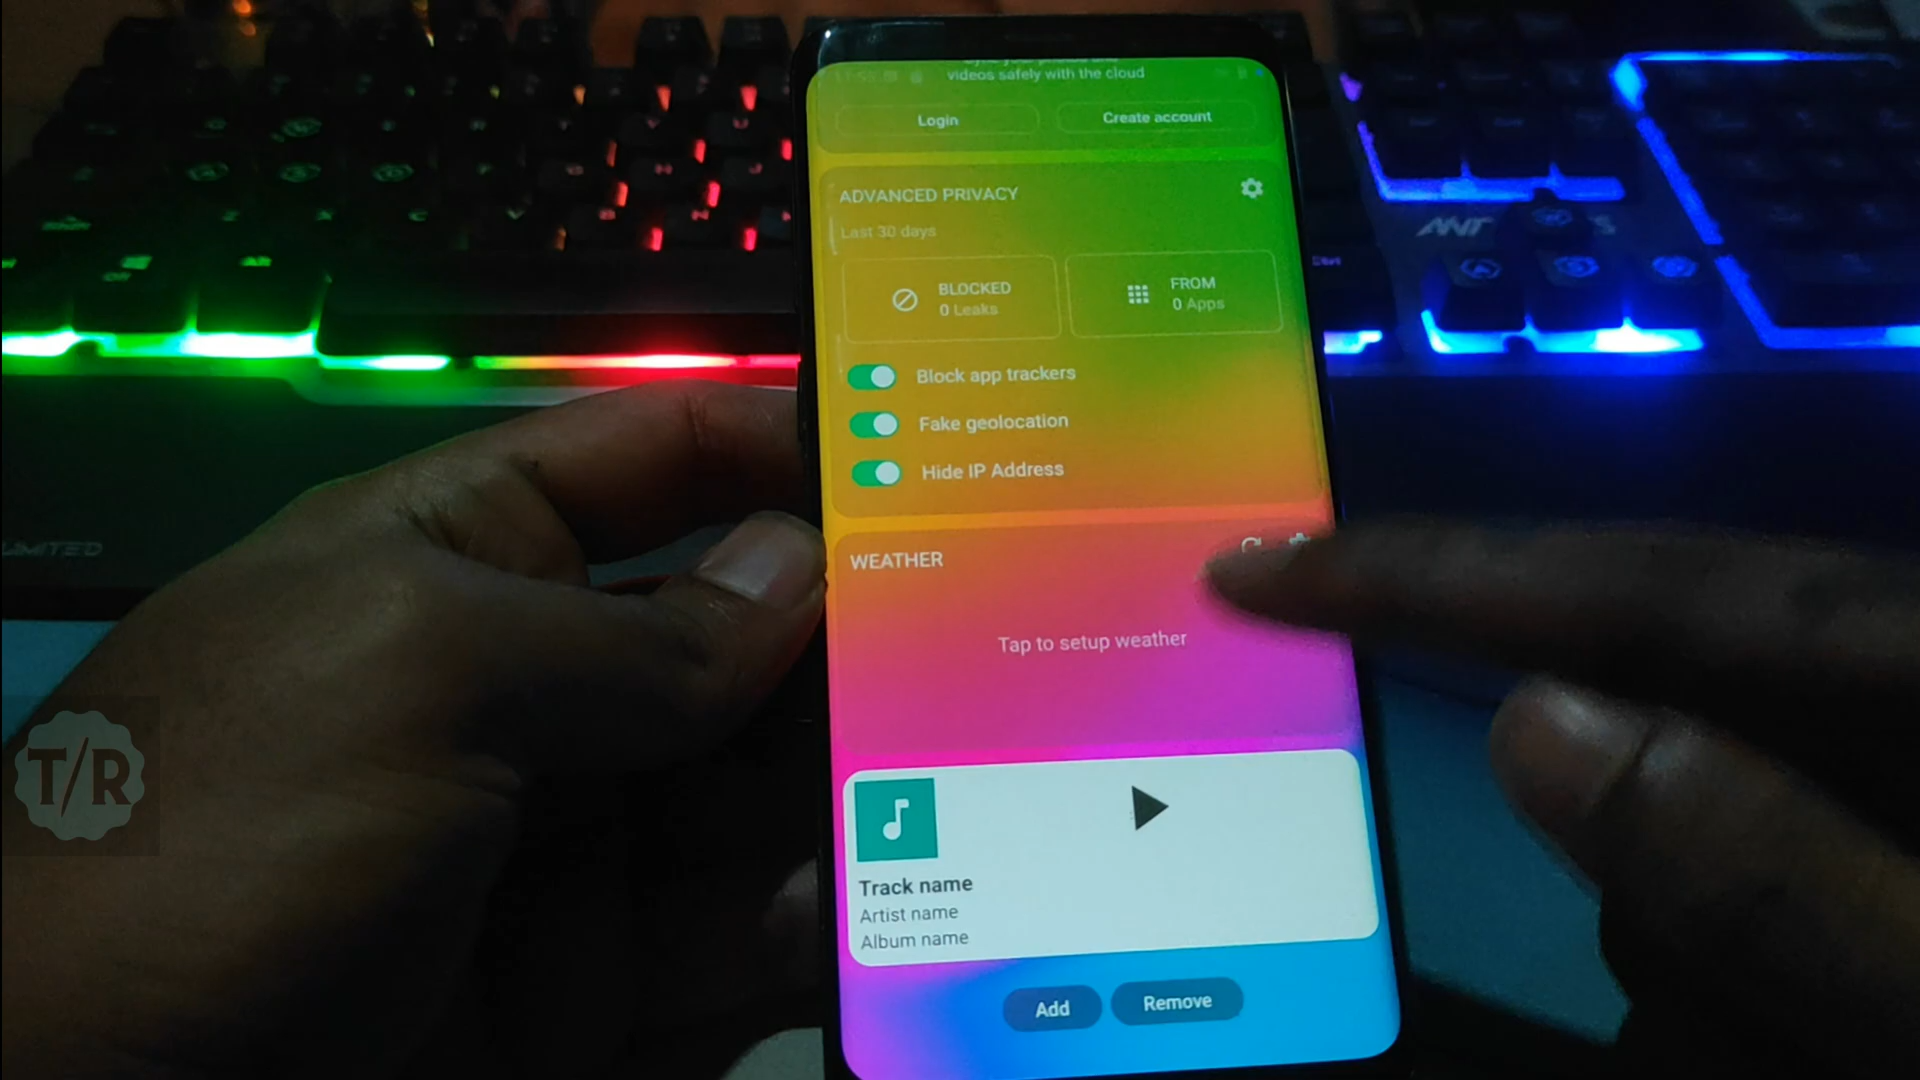 videos safely with the cloud
Login
Create account
ADVANCED PRIVACY
Last 30 days
BLOCKED
0 Leaks
FROM
0 Apps
Block app trackers
Fake geolocation
Hide IP Address
WEATHER
Tap to setup weather
Track name
Artist name
Album name
Add
Remove
ANT
LIMITED
T/R